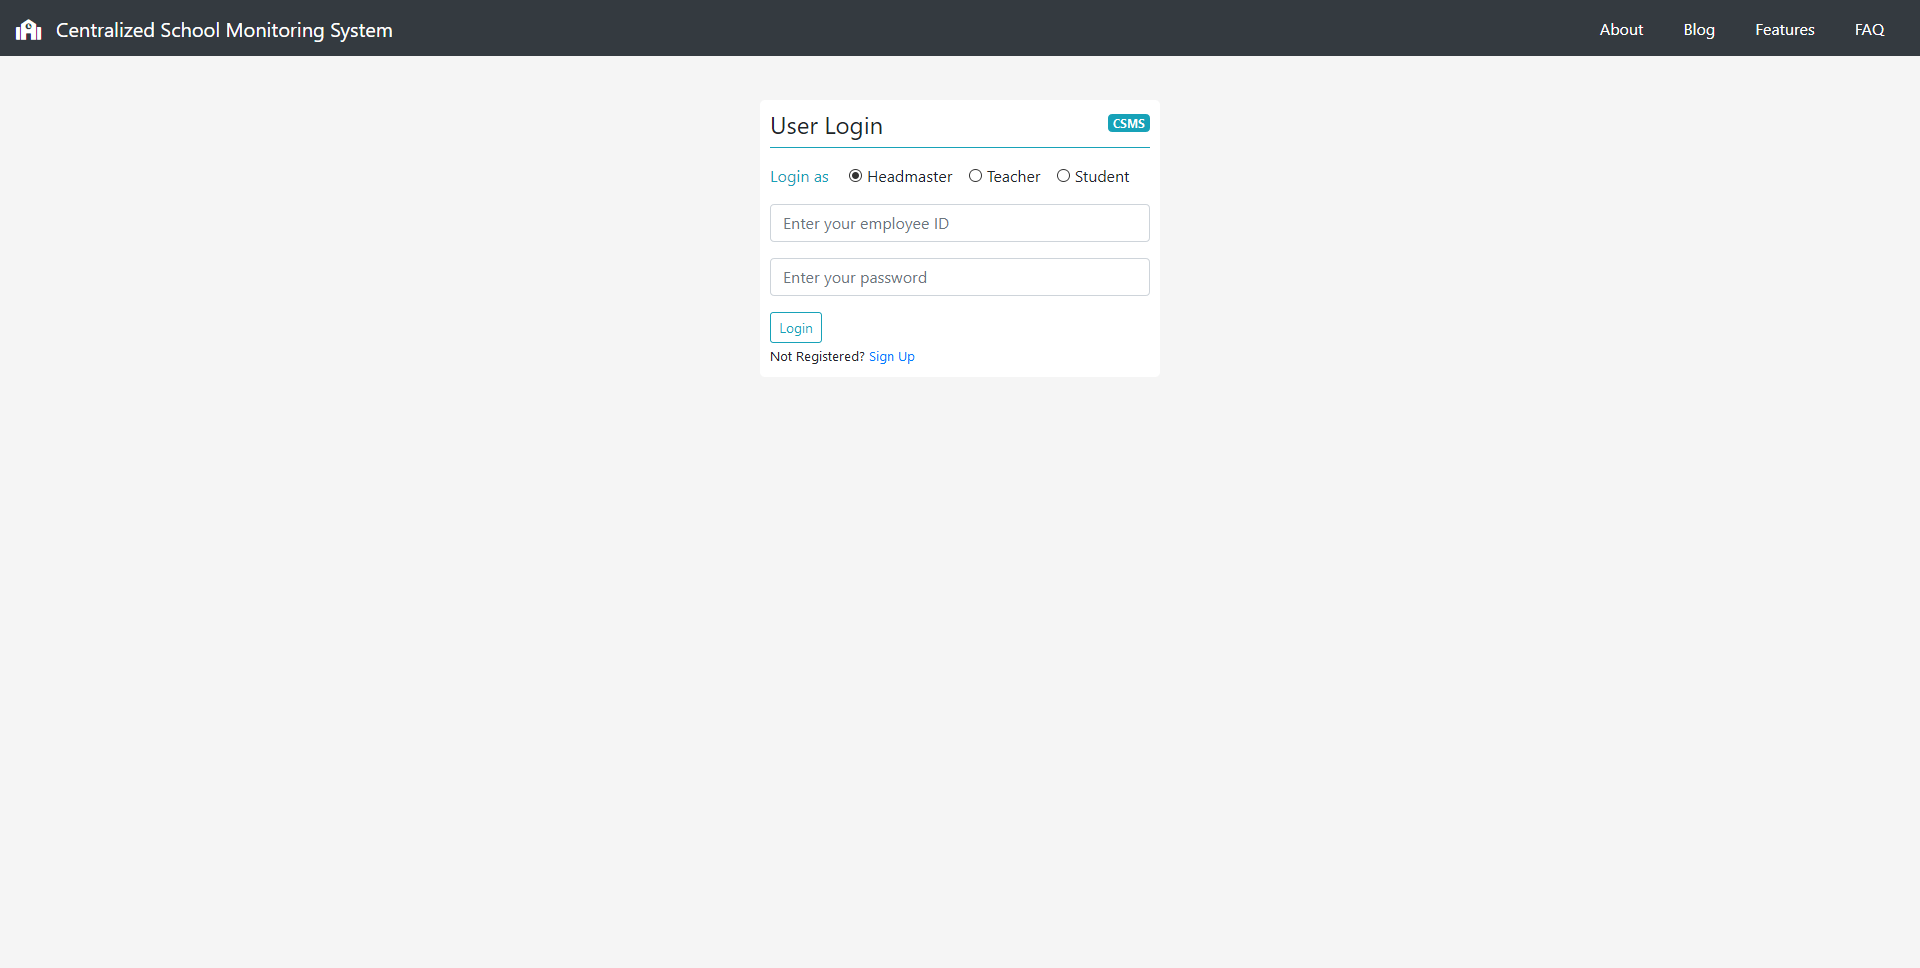 Centralized School Monitoring System About Blog Features FAQ
User Login CSMS
Login as Headmaster Teacher Student
Enter your employee ID
Enter your password
Login
Not Registered? Sign Up